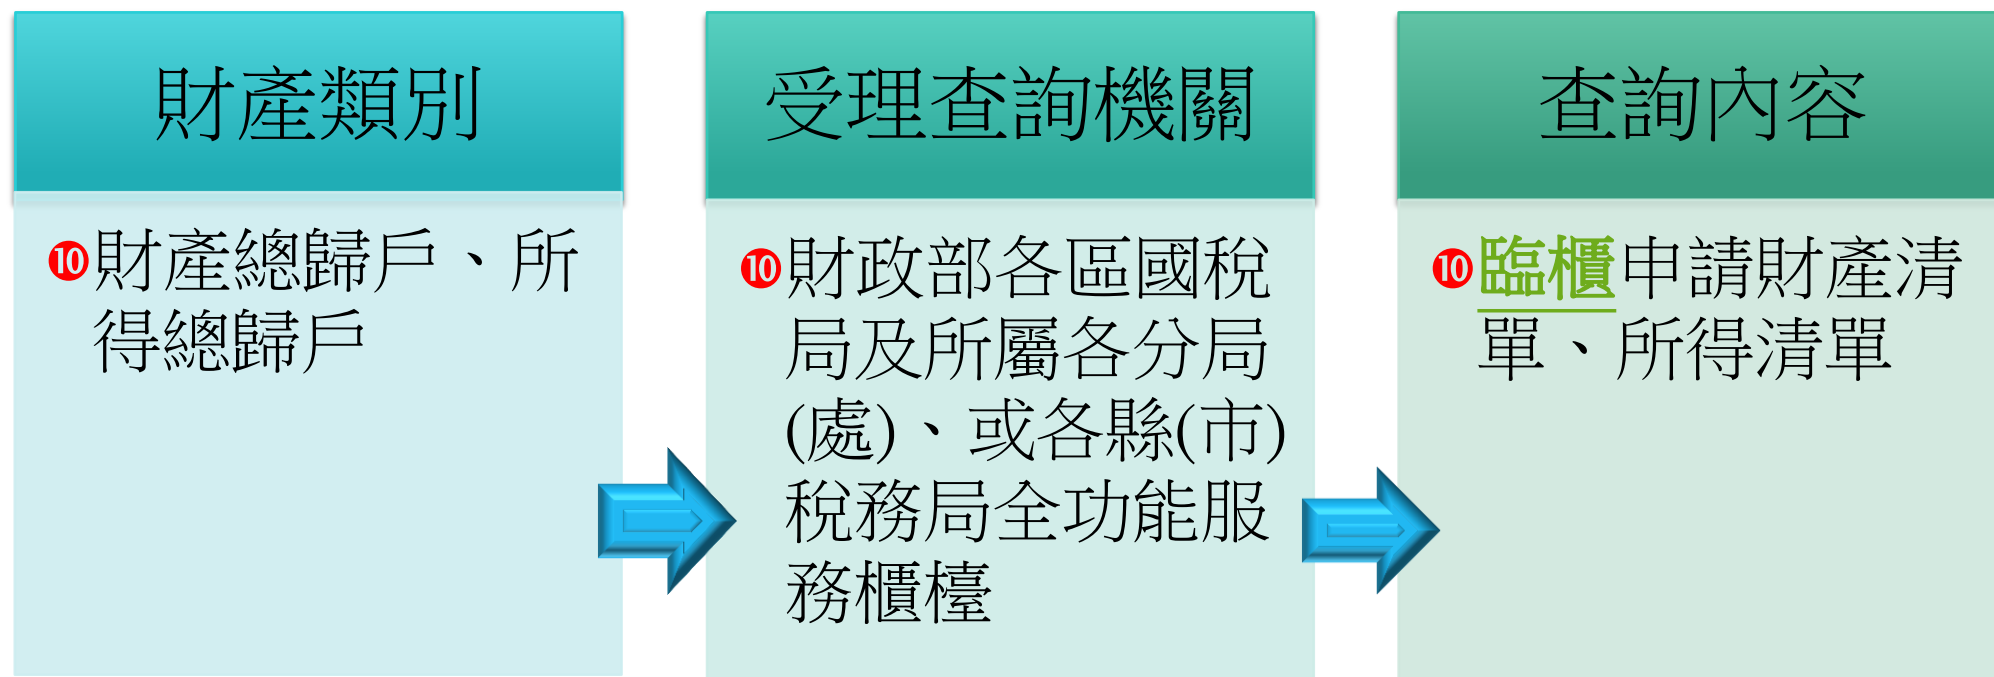 財產類別
❿財產總歸戶、所
得總歸戶
受理查詢機關
❿財政部各區國稅
局及所屬各分局
(處)、或各縣(市)
稅務局全功能服
務櫃檯
查詢內容
❿臨櫃申請財產清
單、所得清單